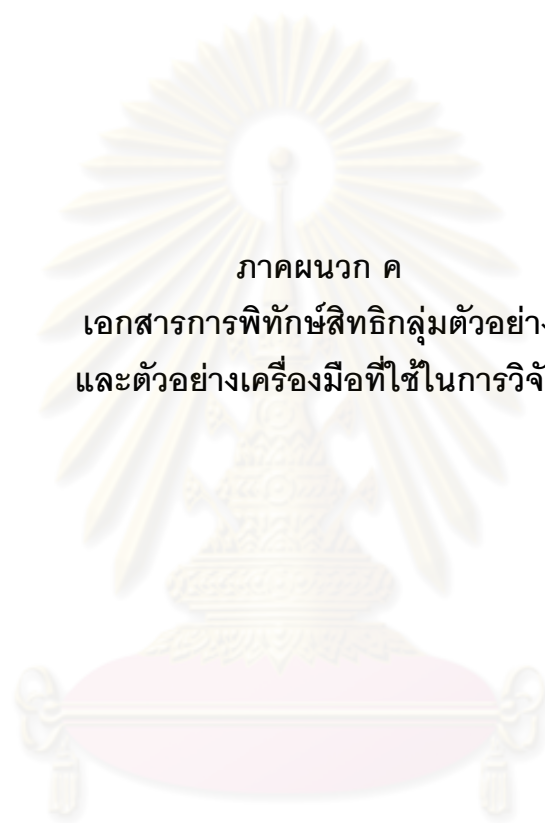 ภาคผนวก ค
เอกสารการพิทักษ์สิทธิกลุ่มตัวอย่าง
และตัวอย่างเครื่องมือที่ใช้ในการวิจั